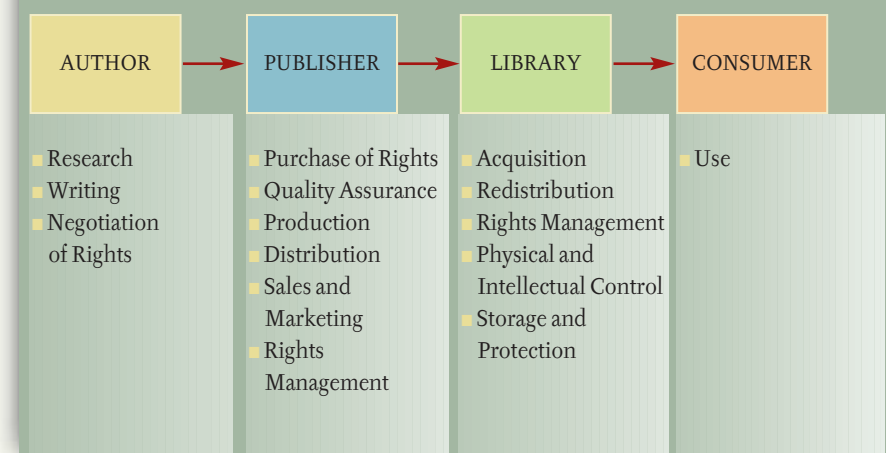 AUTHOR
PUBLISHER
LIBRARY
CONSUMER
Research
Writing
Negotiation
of Rights
Purchase of Rights
Quality Assurance
Production
Distribution
Sales and
Marketing
Rights
Management
Acquisition
Redistribution
Rights Management
Physical and
Intellectual Control
Storage and
Protection
Use